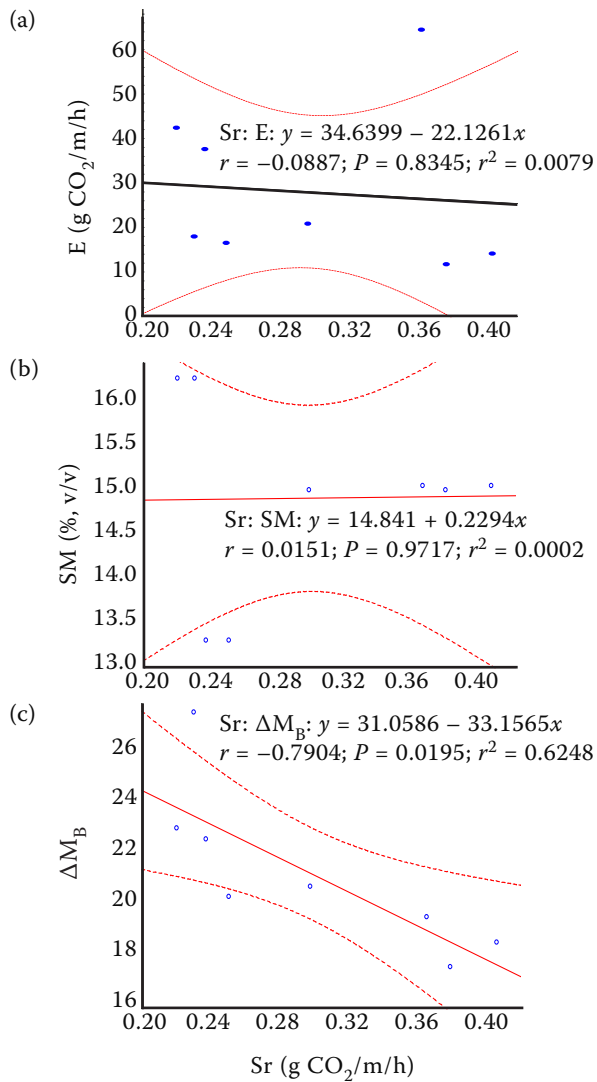 (a)
60
50
40
30
20
10
0
E (g CO₂/m/h)
Sr: E: y = 34.6399 – 22.1261x
r = –0.0887; P = 0.8345; r² = 0.0079
0.20 0.24 0.28 0.32 0.36 0.40
(b)
16.0
15.5
15.0
14.5
14.0
13.5
13.0
SM (%, v/v)
Sr: SM: y = 14.841 + 0.2294x
r = 0.0151; P = 0.9717; r² = 0.0002
0.20 0.24 0.28 0.32 0.36 0.40
(c)
26
24
22
20
18
16
ΔM_B
Sr: ΔM_B: y = 31.0586 – 33.1565x
r = –0.7904; P = 0.0195; r² = 0.6248
0.20 0.24 0.28 0.32 0.36 0.40
Sr (g CO₂/m/h)